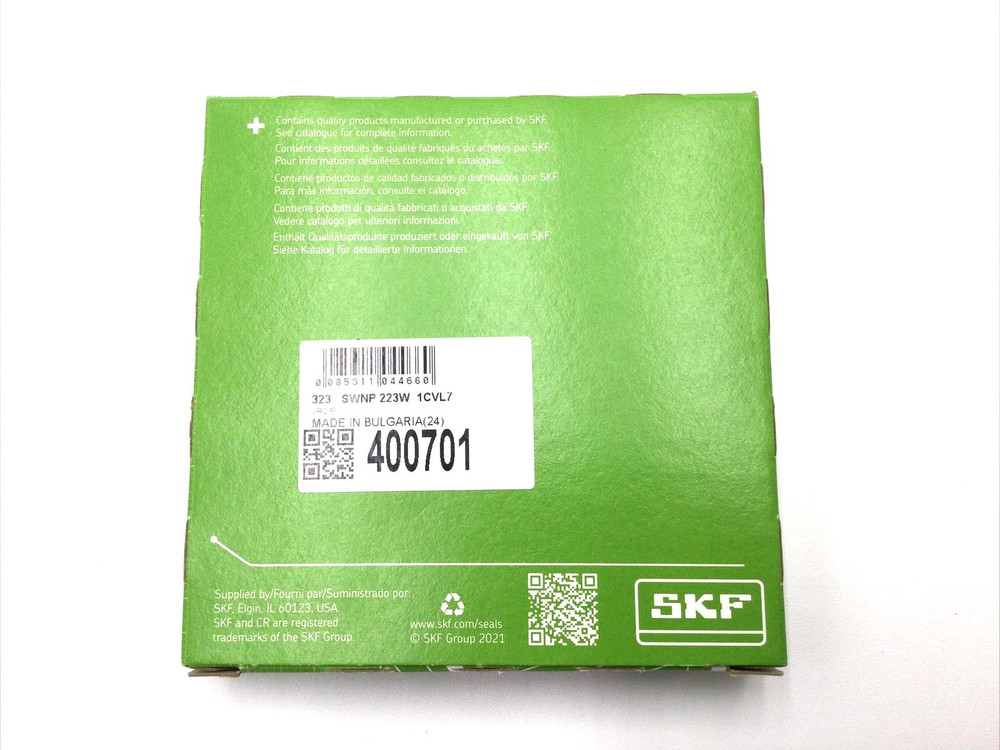 Contains quality products manufactured or purchased by SKF.
See catalogue for complete information.
Contient des produits de qualité fabriqués ou achetés par SKF.
Pour informations détaillées consultez le catalogue.
Contiene productos de calidad fabricados o distribuidos por SKF.
Para más información, consulte el catálogo.
Contiene prodotti di qualità fabbricati o acquistati da SKF.
Vedere catalogo per ulteriori informazioni.
Enthält Qualitätsprodukte produziert oder eingekauft von SKF.
Siehe Katalog für detaillierte Informationen.
0 085311 044660
323 SWNP 223W 1CVL7
MADE IN BULGARIA(24)
400701
Supplied by/Fourni par/Suministrado por:
SKF, Elgin, IL 60123, USA.
SKF and CR are registered
trademarks of the SKF Group.
www.skf.com/seals
© SKF Group 2021
SKF